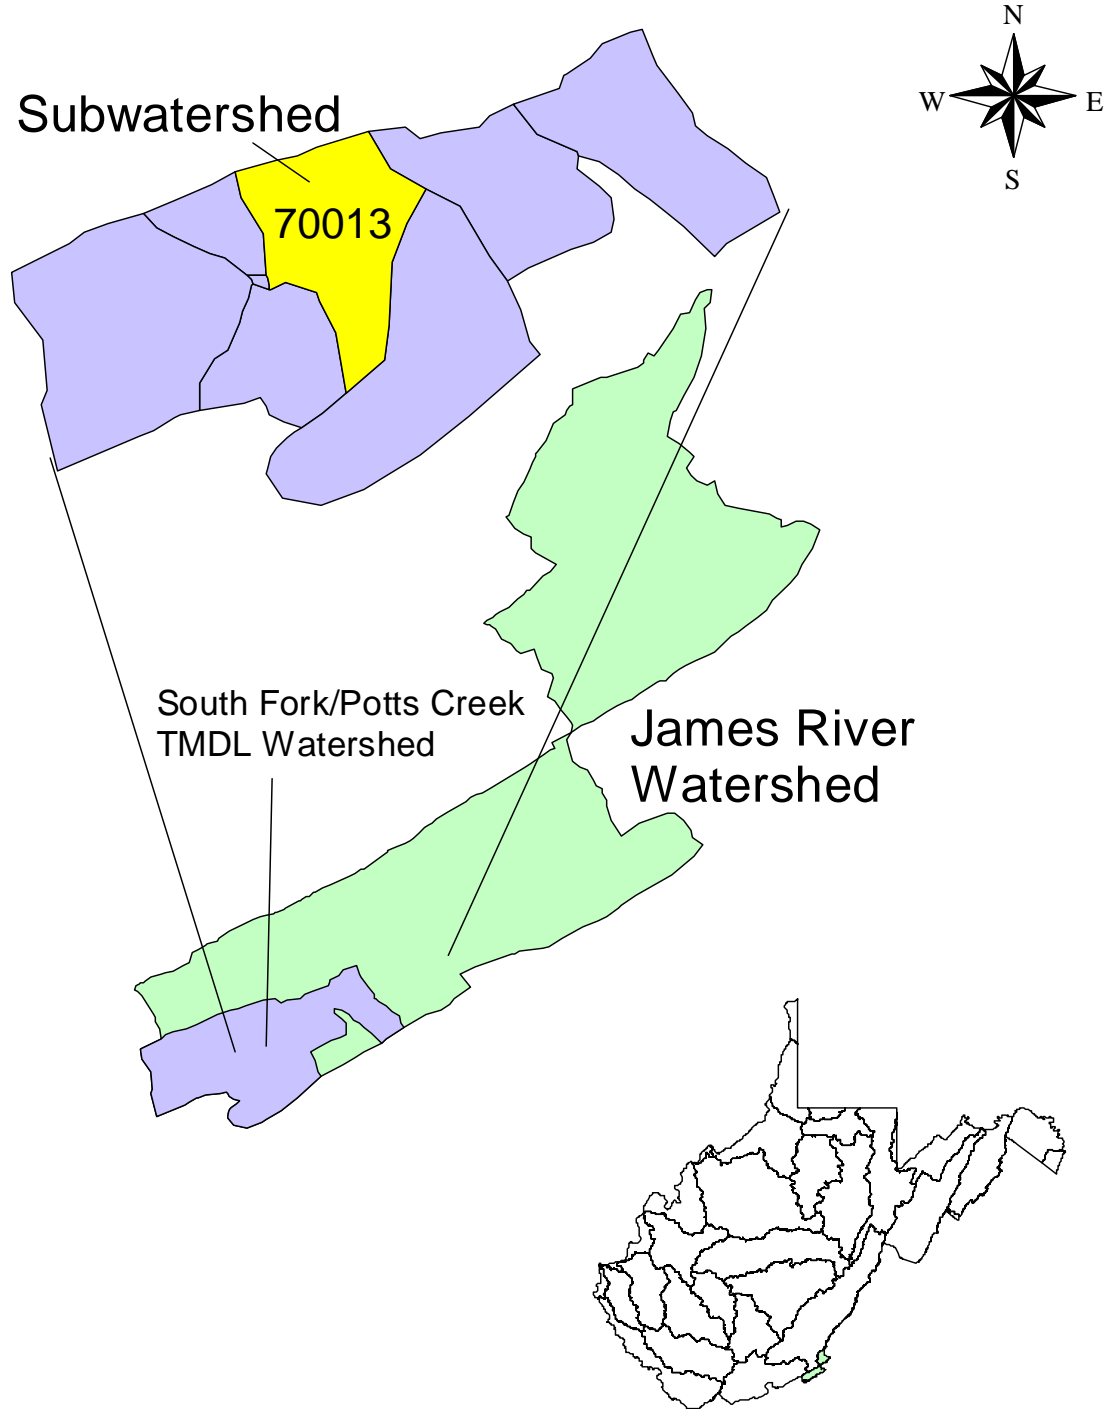 N
W E
S
Subwatershed
70013
South Fork/Potts Creek
TMDL Watershed
James River
Watershed